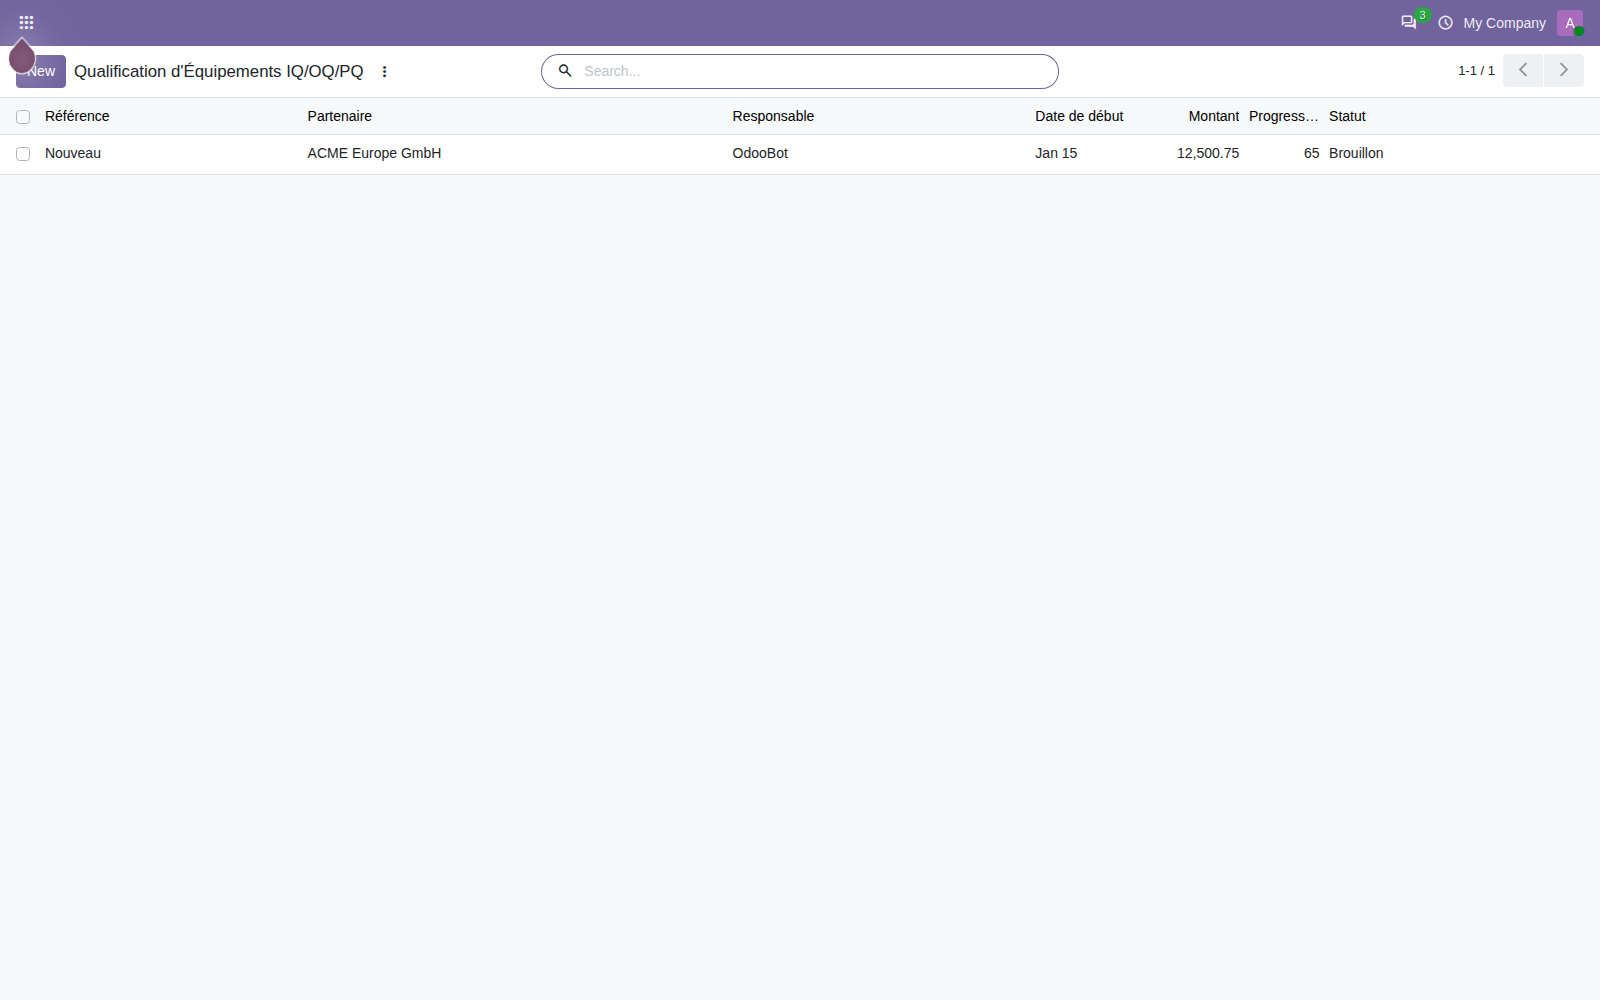 3
My Company
A
New
Qualification d'Équipements IQ/OQ/PQ
Search...
1-1 / 1
Référence Partenaire Responsable Date de début Montant Progress… Statut
Nouveau ACME Europe GmbH OdooBot Jan 15 12,500.75 65 Brouillon